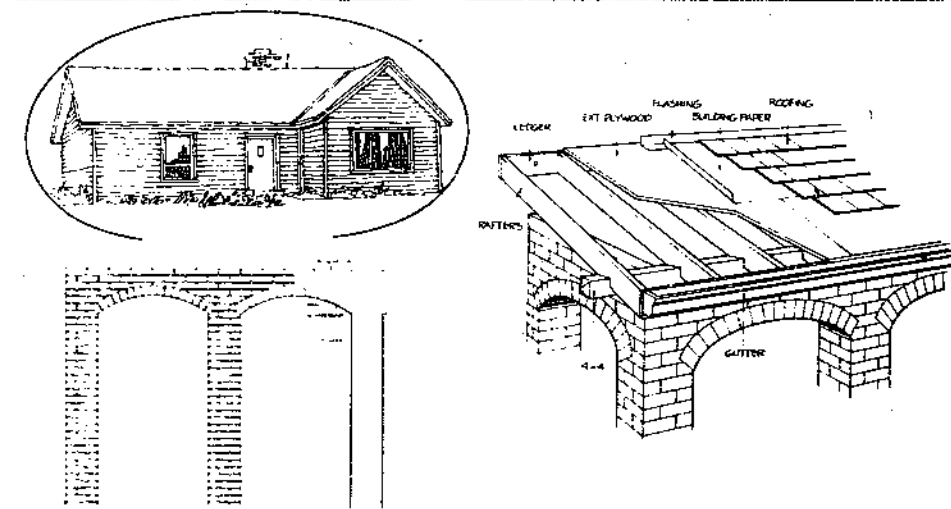 FLASHING
ROOFING
LEDGER
EXT PLYWOOD
BUILDING PAPER
RAFTERS
GUTTER
4-4